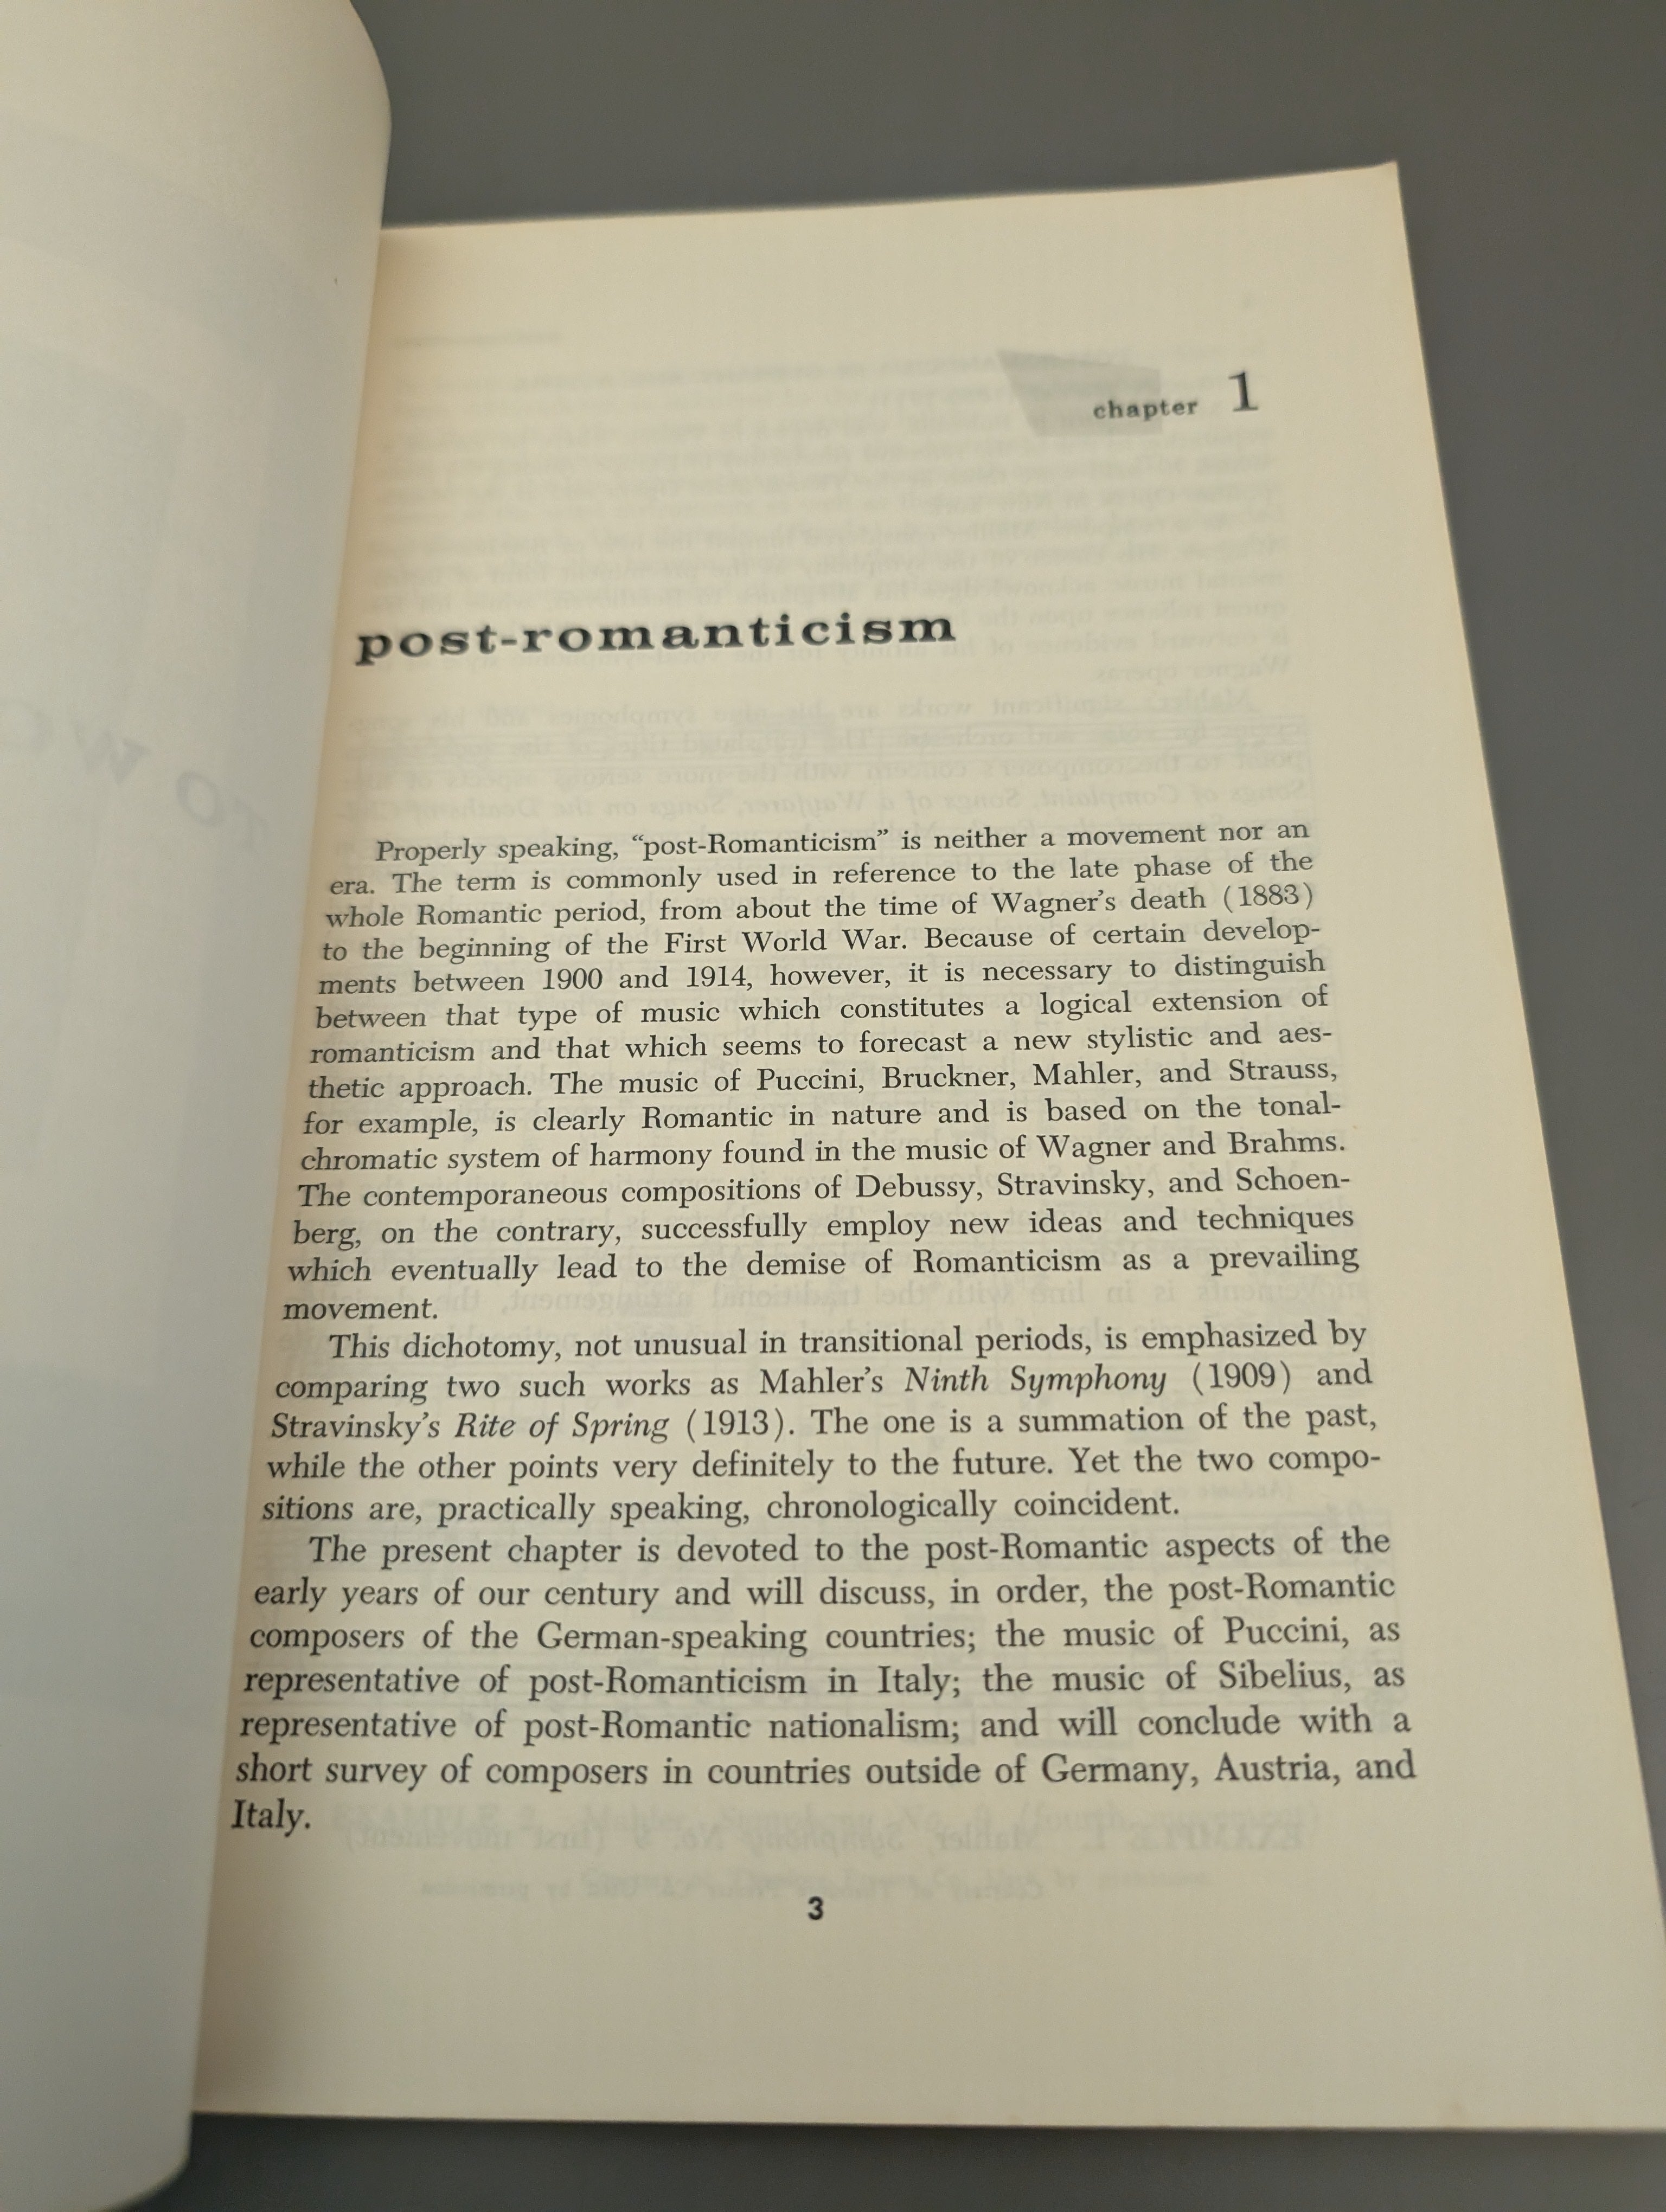 chapter 1
post-romanticism
Properly speaking, “post-Romanticism” is neither a movement nor an
era. The term is commonly used in reference to the late phase of the
whole Romantic period, from about the time of Wagner’s death (1883)
to the beginning of the First World War. Because of certain develop-
ments between 1900 and 1914, however, it is necessary to distinguish
between that type of music which constitutes a logical extension of
romanticism and that which seems to forecast a new stylistic and aes-
thetic approach. The music of Puccini, Bruckner, Mahler, and Strauss,
for example, is clearly Romantic in nature and is based on the tonal-
chromatic system of harmony found in the music of Wagner and Brahms.
The contemporaneous compositions of Debussy, Stravinsky, and Schoen-
berg, on the contrary, successfully employ new ideas and techniques
which eventually lead to the demise of Romanticism as a prevailing
movement.
This dichotomy, not unusual in transitional periods, is emphasized by
comparing two such works as Mahler’s Ninth Symphony (1909) and
Stravinsky’s Rite of Spring (1913). The one is a summation of the past,
while the other points very definitely to the future. Yet the two compo-
sitions are, practically speaking, chronologically coincident.
The present chapter is devoted to the post-Romantic aspects of the
early years of our century and will discuss, in order, the post-Romantic
composers of the German-speaking countries; the music of Puccini, as
representative of post-Romanticism in Italy; the music of Sibelius, as
representative of post-Romantic nationalism; and will conclude with a
short survey of composers in countries outside of Germany, Austria, and
Italy.
3